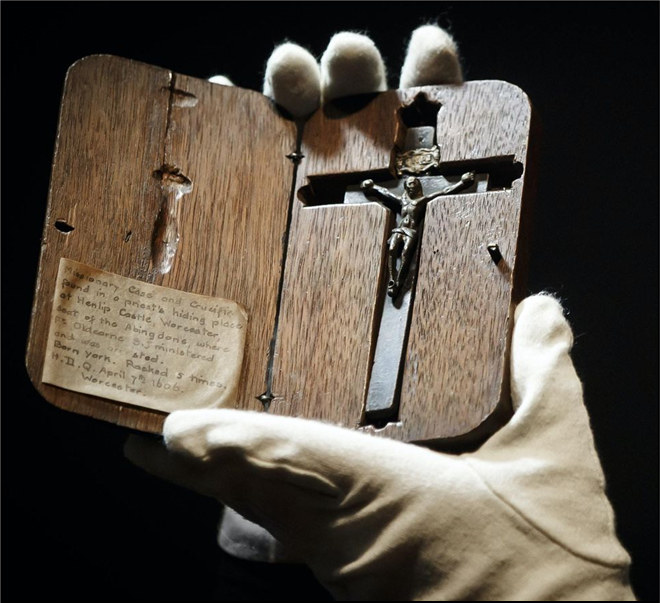 Missionary Case and Crucifix
found in a priest's hiding place
at Henlip Castle Worcester,
seat of the Abingdons, where
Fr Oldcorne S.J. ministered
and was arrested.
Born York. Racked 5 times.
H.D.Q. April 7th 1606.
Worcester.